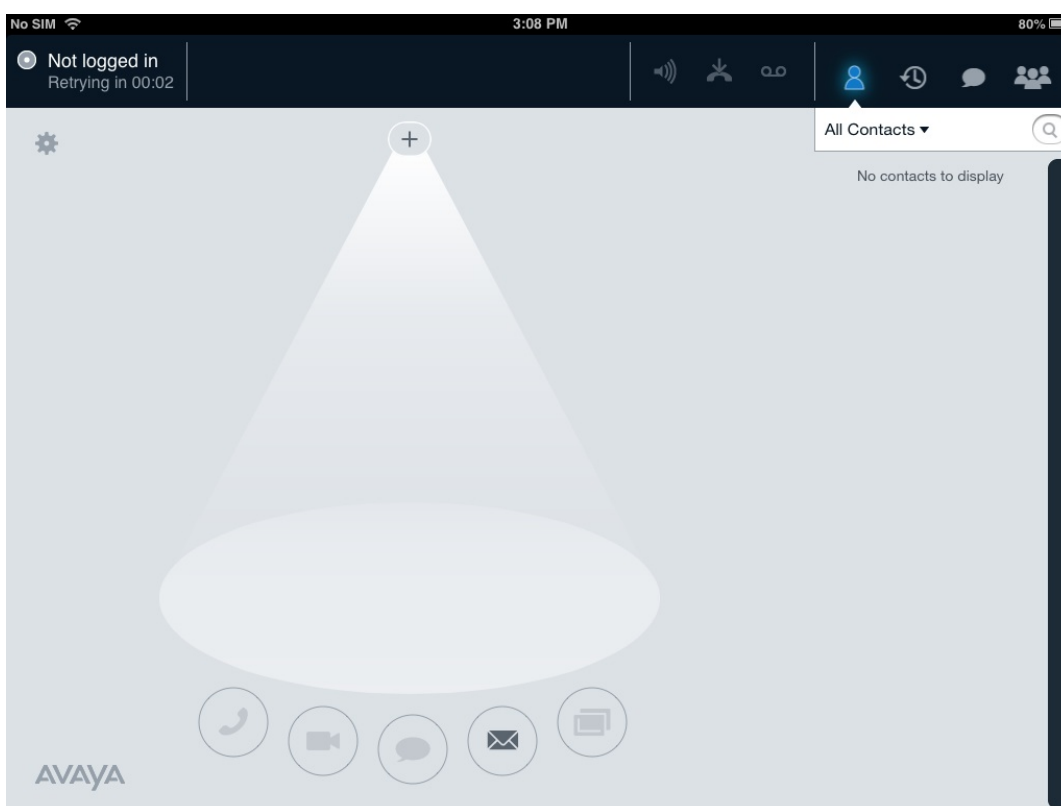 No SIM 3:08 PM 80%
Not logged in
Retrying in 00:02
All Contacts
No contacts to display
AVAYA